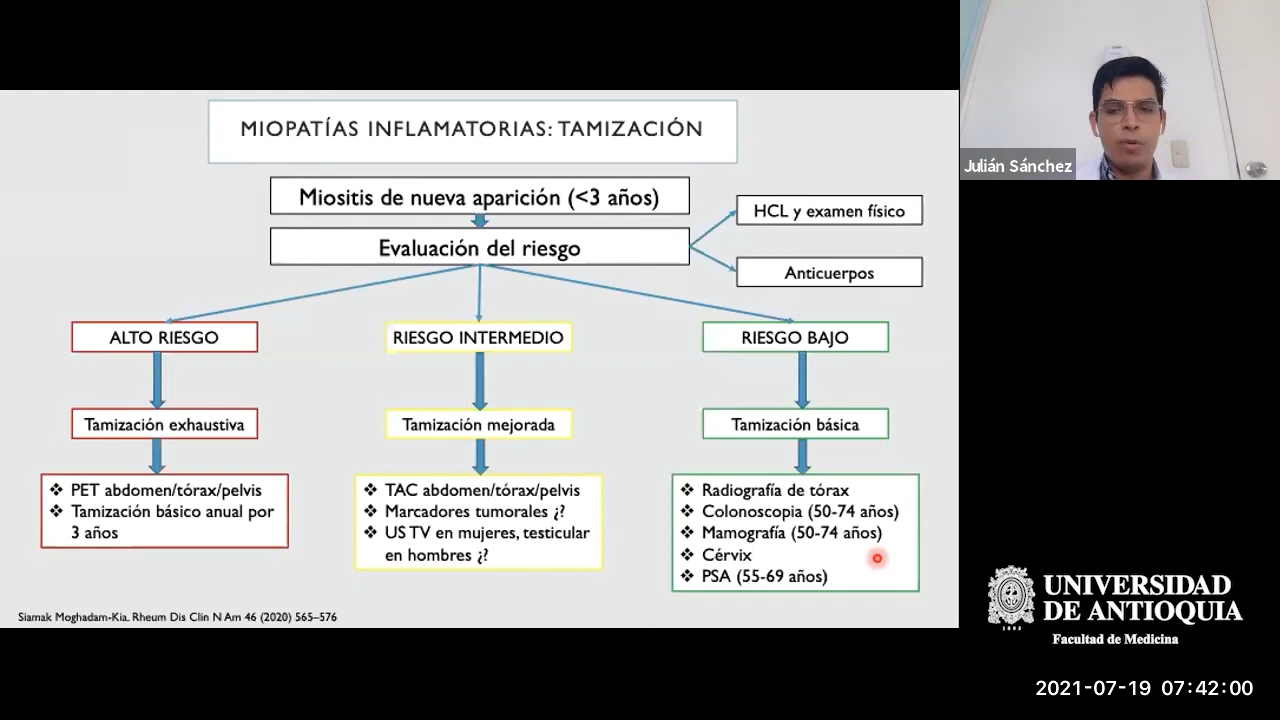 MIOPATÍAS INFLAMATORIAS: TAMIZACIÓN
Miositis de nueva aparición (<3 años)
Evaluación del riesgo
HCL y examen físico
Anticuerpos
ALTO RIESGO
Tamización exhaustiva
❖ PET abdomen/tórax/pelvis
❖ Tamización básico anual por
3 años
RIESGO INTERMEDIO
Tamización mejorada
❖ TAC abdomen/tórax/pelvis
❖ Marcadores tumorales ¿?
❖ US TV en mujeres, testicular
en hombres ¿?
RIESGO BAJO
Tamización básica
❖ Radiografía de tórax
❖ Colonoscopia (50-74 años)
❖ Mamografía (50-74 años)
❖ Cérvix
❖ PSA (55-69 años)
Siamak Moghadam-Kia. Rheum Dis Clin N Am 46 (2020) 565–576
Julián Sánchez
1803
UNIVERSIDAD
DE ANTIOQUIA
Facultad de Medicina
2021-07-19 07:42:00